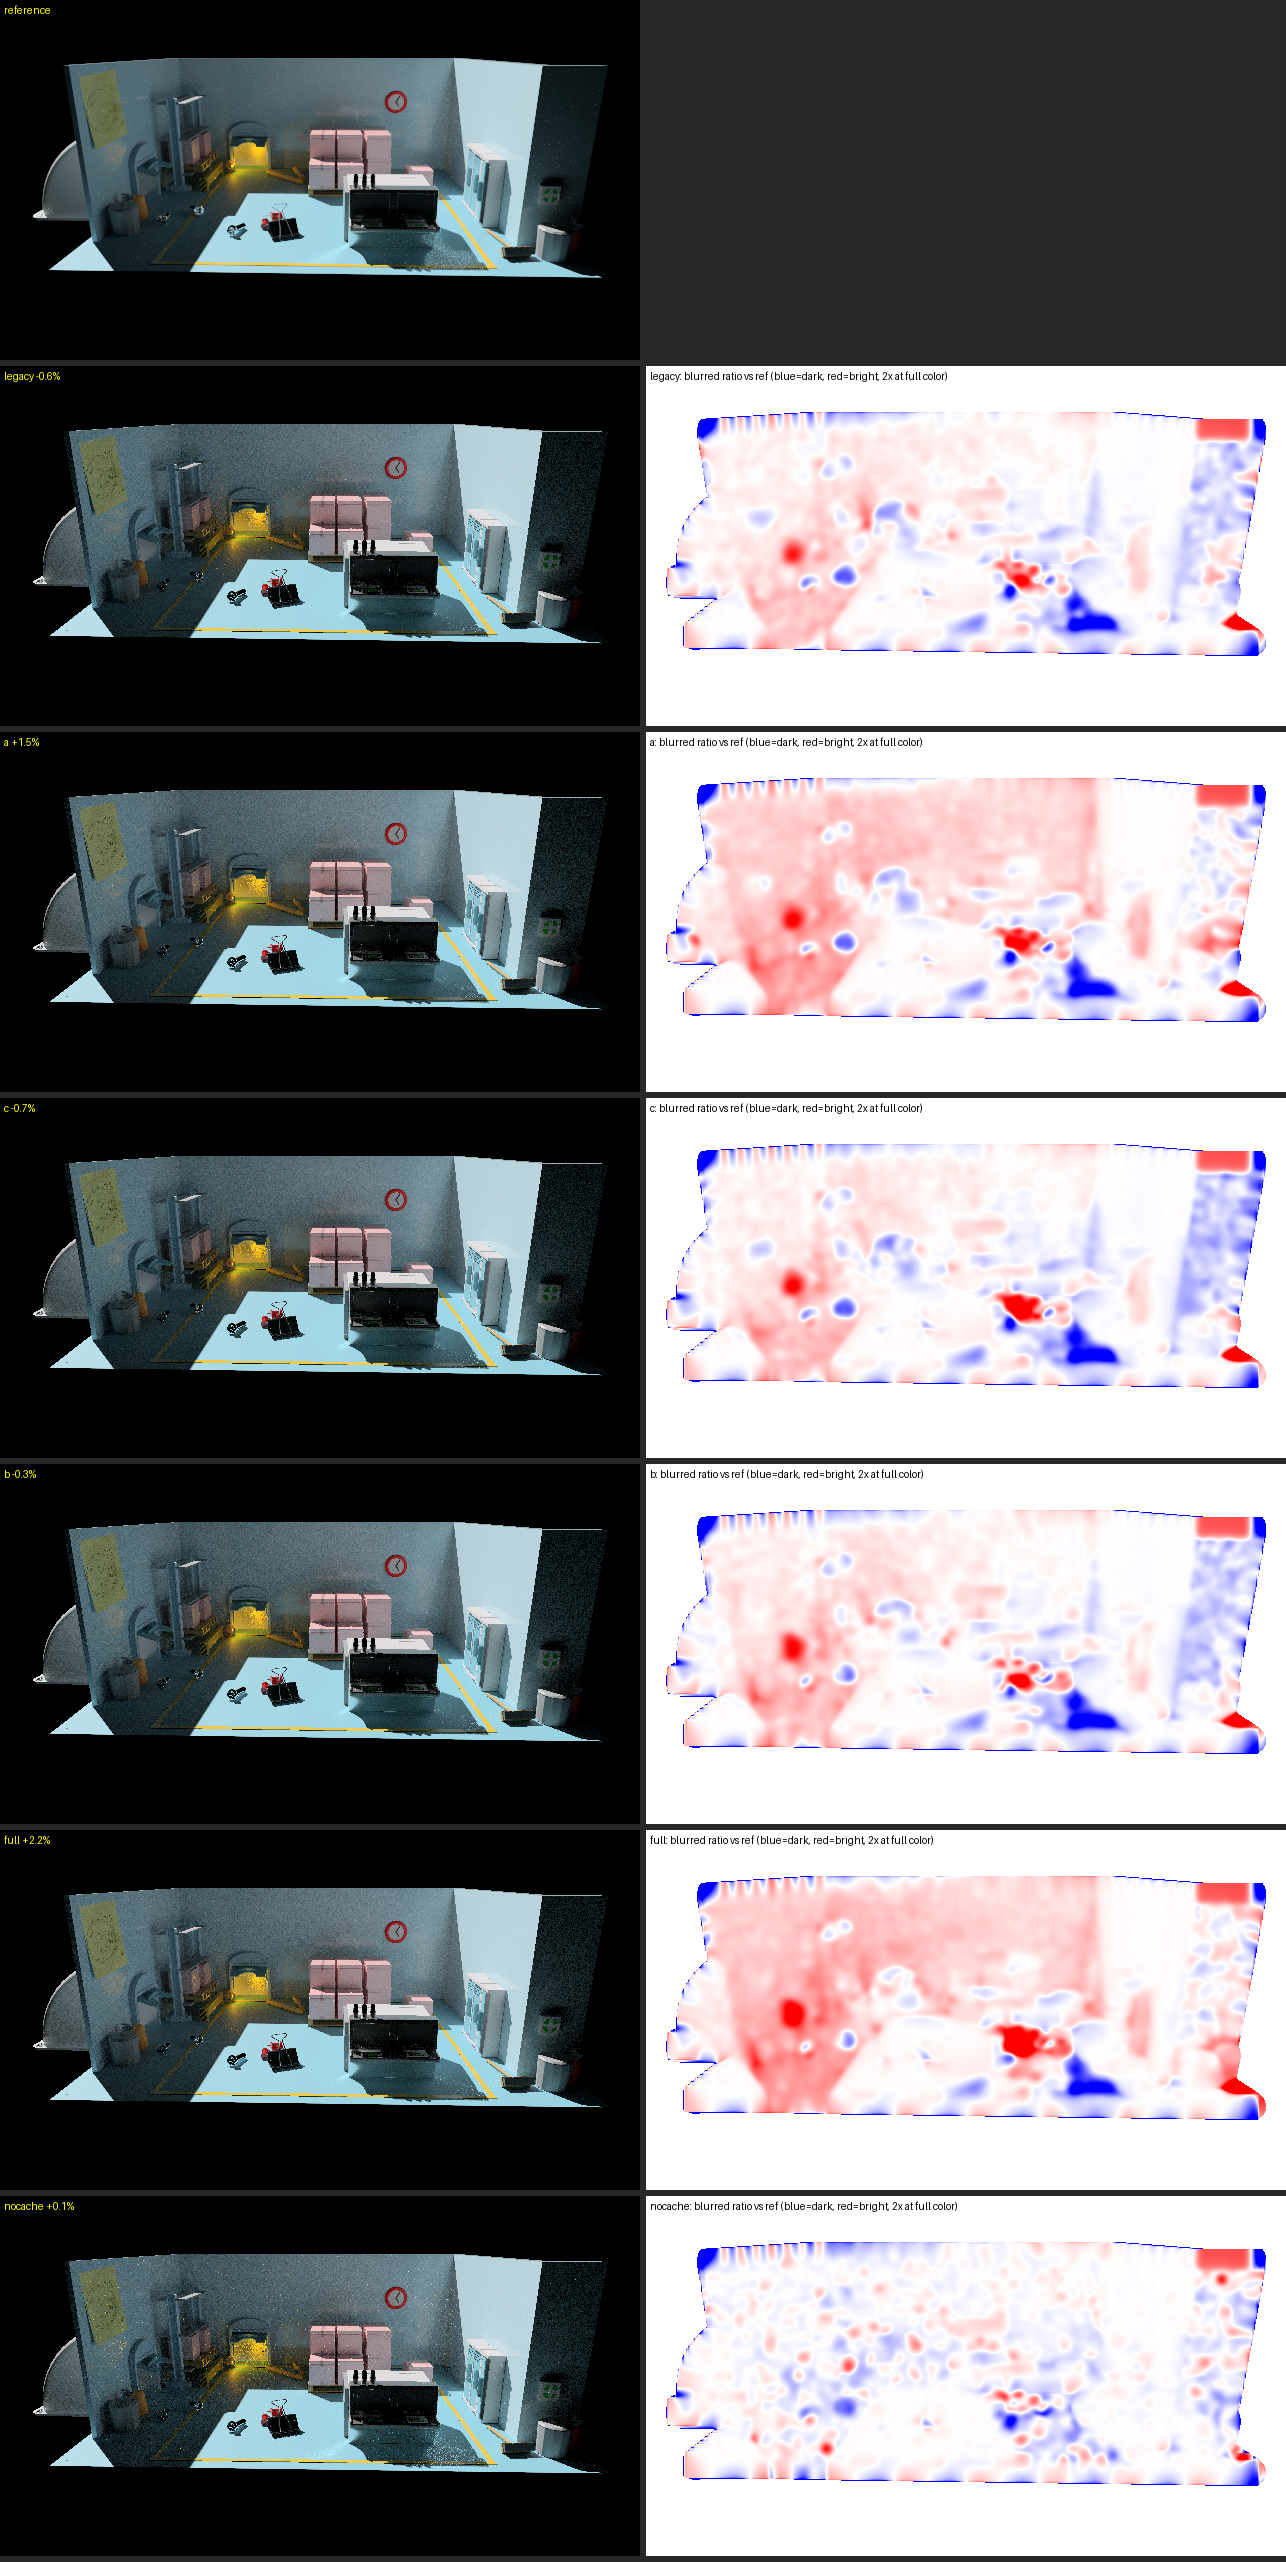 reference
legacy -0.6%
legacy: blurred ratio vs ref (blue=dark, red=bright, 2x at full color)
a +1.5%
a: blurred ratio vs ref (blue=dark, red=bright, 2x at full color)
c -0.7%
c: blurred ratio vs ref (blue=dark, red=bright, 2x at full color)
b -0.3%
b: blurred ratio vs ref (blue=dark, red=bright, 2x at full color)
full +2.2%
full: blurred ratio vs ref (blue=dark, red=bright, 2x at full color)
nocache +0.1%
nocache: blurred ratio vs ref (blue=dark, red=bright, 2x at full color)